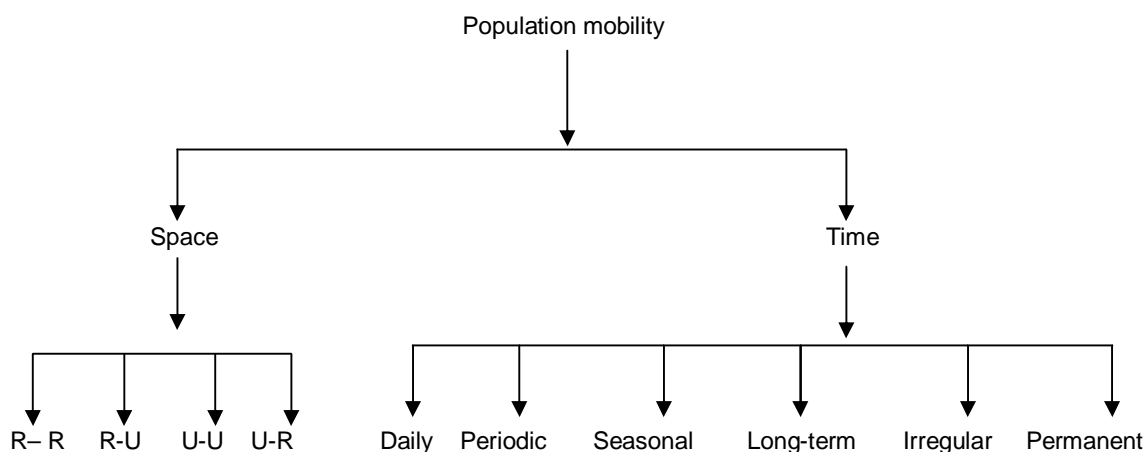 Population mobility
Space Time
R– R R-U U-U U-R Daily Periodic Seasonal Long-term Irregular Permanent